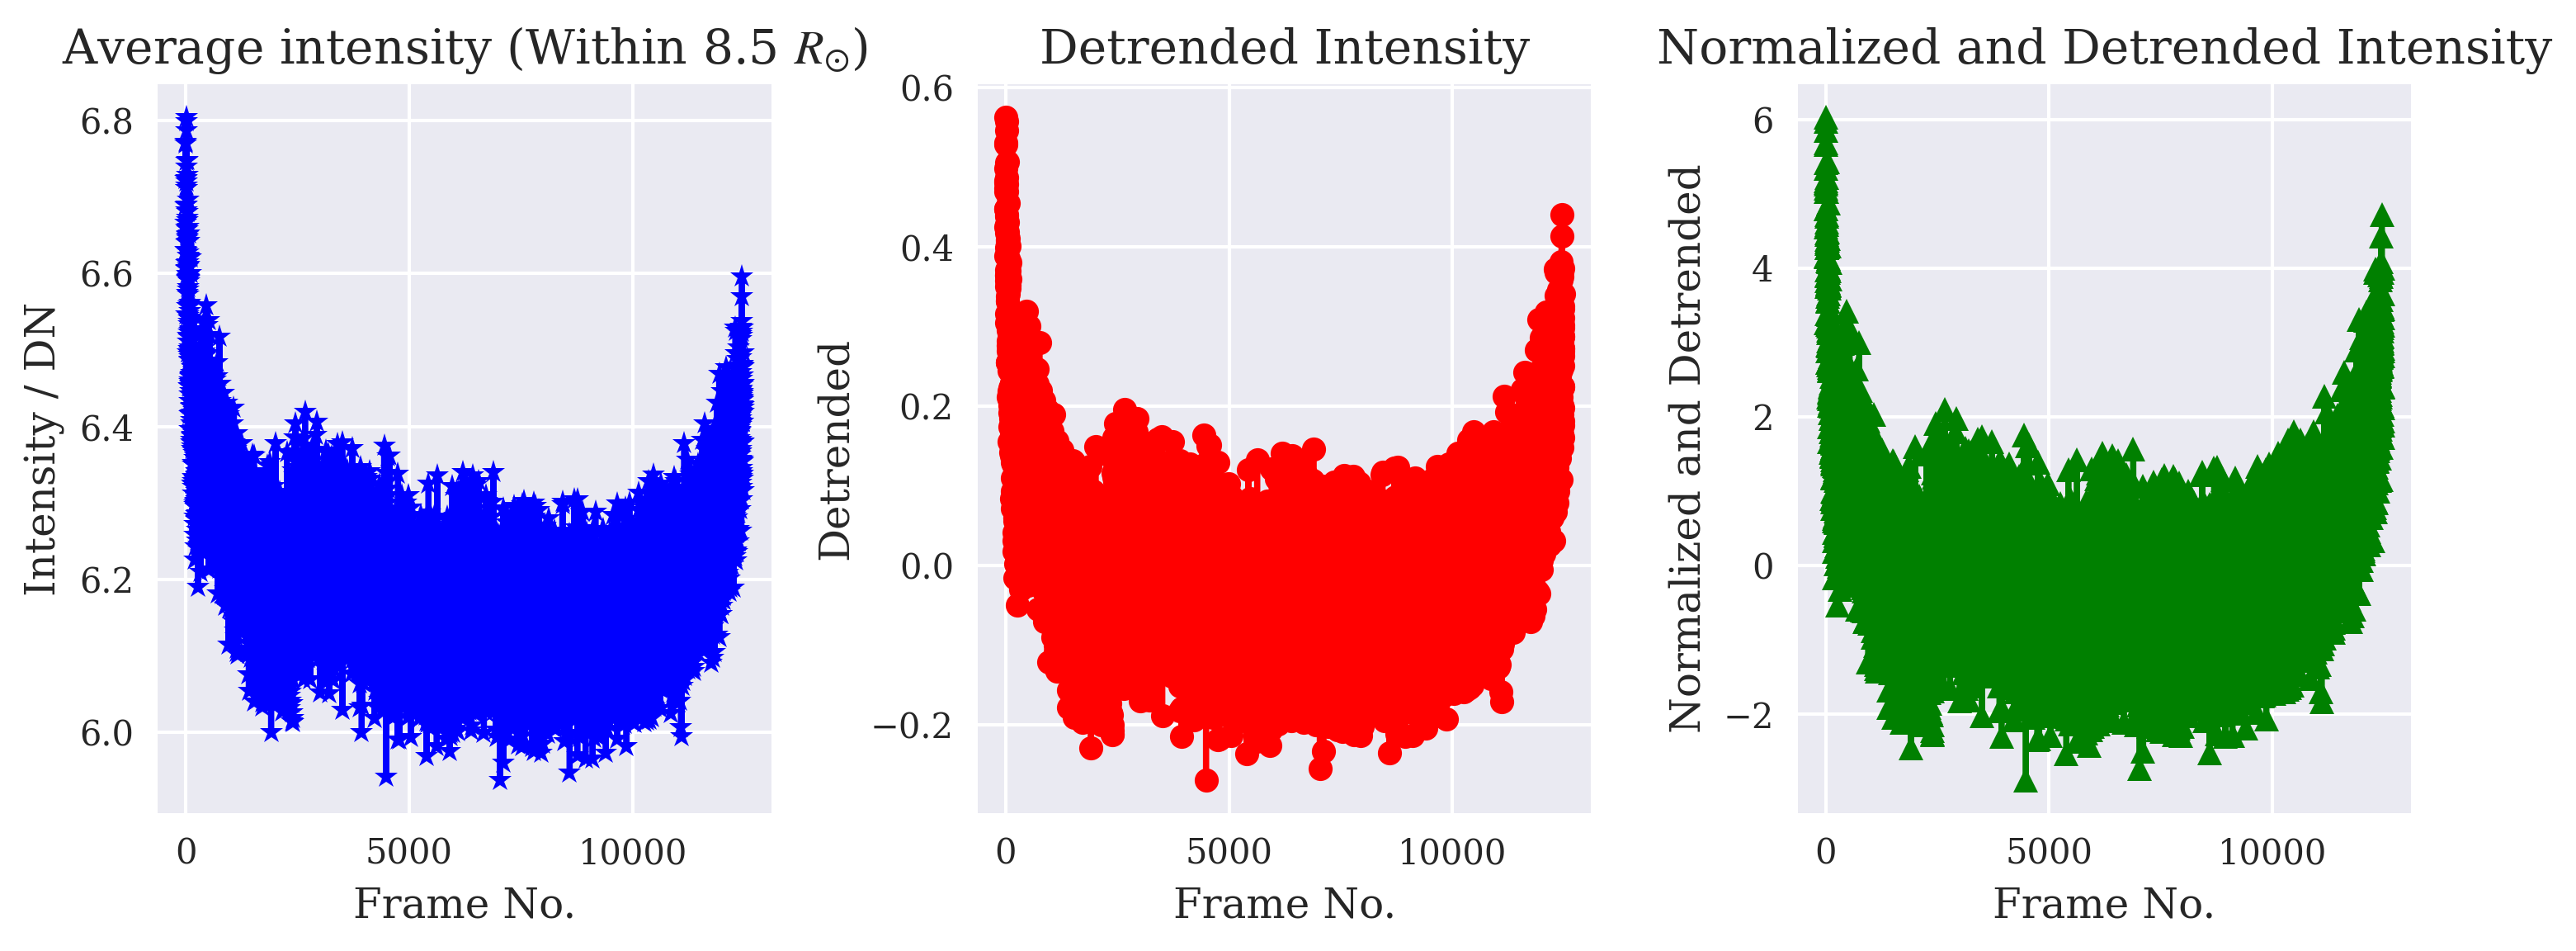 Average intensity (Within 8.5 R⊙)
Intensity / DN
6.8
6.6
6.4
6.2
6.0
0 5000 10000
Frame No.
Detrended Intensity
Detrended
0.6
0.4
0.2
0.0
−0.2
0 5000 10000
Frame No.
Normalized and Detrended Intensity
Normalized and Detrended
6
4
2
0
−2
0 5000 10000
Frame No.